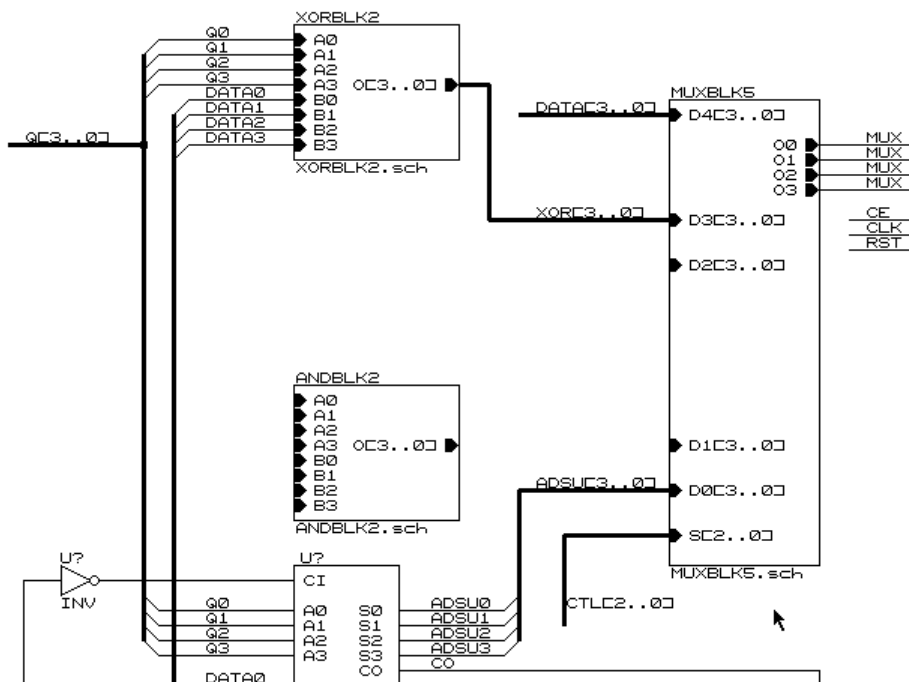 XORBLK2
Q0
Q1
Q2
Q3
DATA0
DATA1
DATA2
DATA3
A0
A1
A2
A3
B0
B1
B2
B3
O[3..0]
XORBLK2.sch
Q[3..0]
MUXBLK5
DATA[3..0]
D4[3..0]
O0
O1
O2
O3
MUX
MUX
MUX
MUX
XOR[3..0]
D3[3..0]
CE
CLK
RST
D2[3..0]
ANDBLK2
A0
A1
A2
A3
B0
B1
B2
B3
O[3..0]
ANDBLK2.sch
D1[3..0]
ADSU[3..0]
D0[3..0]
S[2..0]
MUXBLK5.sch
CTL[2..0]
U?
INV
U?
CI
Q0
Q1
Q2
Q3
A0
A1
A2
A3
S0
S1
S2
S3
CO
ADSU0
ADSU1
ADSU2
ADSU3
CO
DATA0